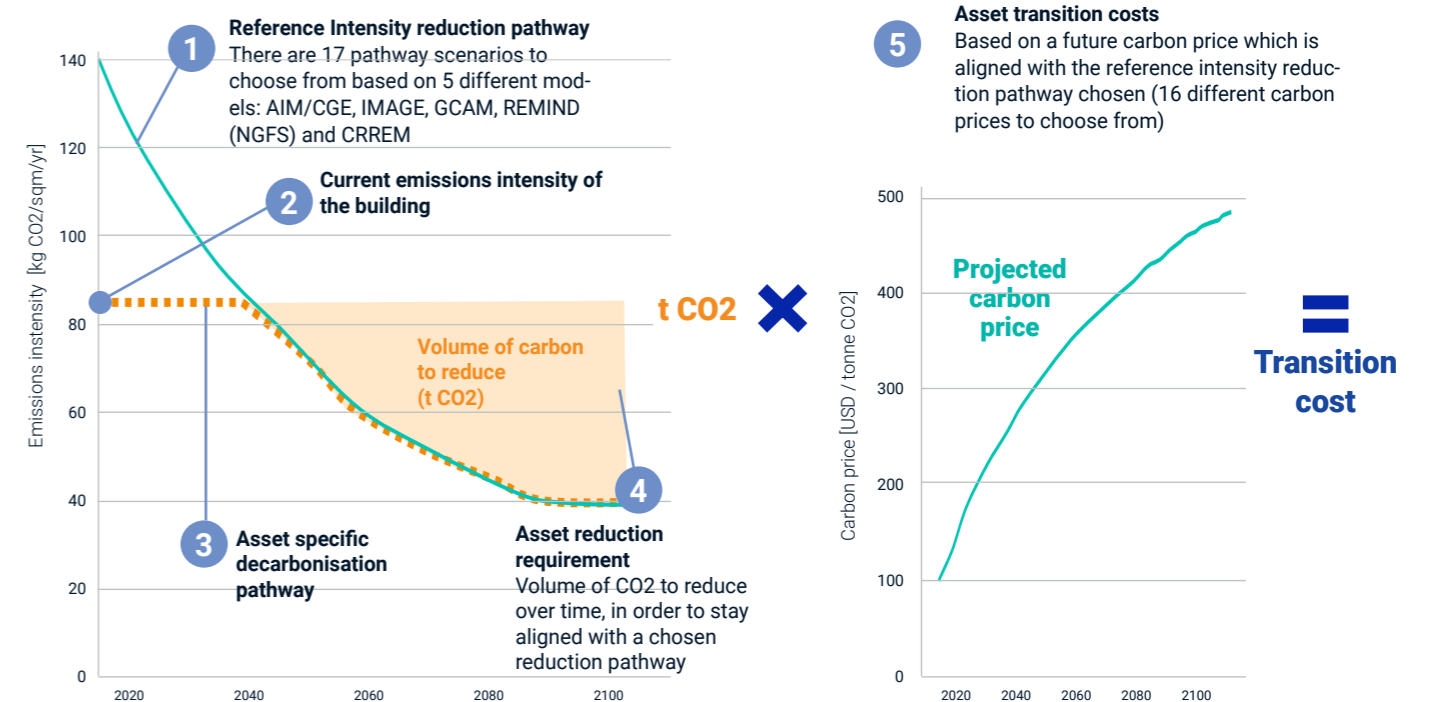 1
Reference Intensity reduction pathway
There are 17 pathway scenarios to
choose from based on 5 different mod-
els: AIM/CGE, IMAGE, GCAM, REMIND
(NGFS) and CRREM
2
Current emissions intensity of
the building
Emissions instensity [kg CO2/sqm/yr]
140
120
100
80
60
40
20
0
2020 2040 2060 2080 2100
Volume of carbon
to reduce
(t CO2)
t CO2
3
Asset specific
decarbonisation
pathway
4
Asset reduction
requirement
Volume of CO2 to reduce
over time, in order to stay
aligned with a chosen
reduction pathway
5
Asset transition costs
Based on a future carbon price which is
aligned with the reference intensity reduc-
tion pathway chosen (16 different carbon
prices to choose from)
Carbon price [USD / tonne CO2]
500
400
300
200
100
0
2020 2040 2060 2080 2100
Projected
carbon
price
=
Transition
cost